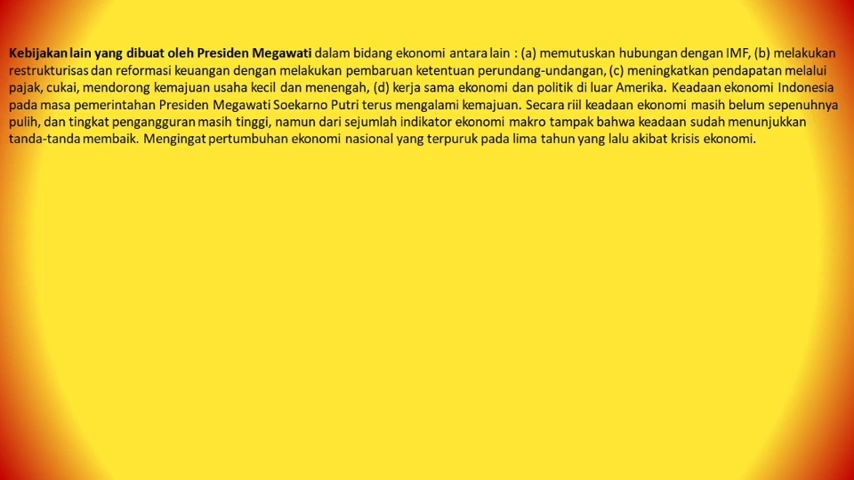 Kebijakan lain yang dibuat oleh Presiden Megawati dalam bidang ekonomi antara lain : (a) memutuskan hubungan dengan IMF, (b) melakukan
restrukturisas dan reformasi keuangan dengan melakukan pembaruan ketentuan perundang-undangan, (c) meningkatkan pendapatan melalui
pajak, cukai, mendorong kemajuan usaha kecil dan menengah, (d) kerja sama ekonomi dan politik di luar Amerika. Keadaan ekonomi Indonesia
pada masa pemerintahan Presiden Megawati Soekarno Putri terus mengalami kemajuan. Secara riil keadaan ekonomi masih belum sepenuhnya
pulih, dan tingkat pengangguran masih tinggi, namun dari sejumlah indikator ekonomi makro tampak bahwa keadaan sudah menunjukkan
tanda-tanda membaik. Mengingat pertumbuhan ekonomi nasional yang terpuruk pada lima tahun yang lalu akibat krisis ekonomi.